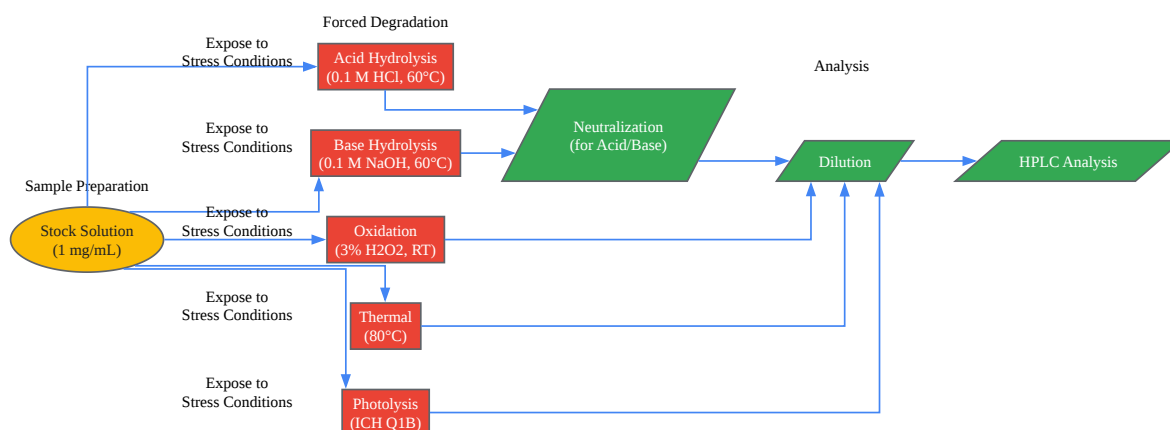 Forced Degradation
Expose to
Stress Conditions
Acid Hydrolysis
(0.1 M HCl, 60°C)
Analysis
Expose to
Stress Conditions
Base Hydrolysis
(0.1 M NaOH, 60°C)
Neutralization
(for Acid/Base)
Dilution
HPLC Analysis
Sample Preparation
Stock Solution
(1 mg/mL)
Expose to
Stress Conditions
Oxidation
(3% H2O2, RT)
Expose to
Stress Conditions
Thermal
(80°C)
Expose to
Stress Conditions
Photolysis
(ICH Q1B)